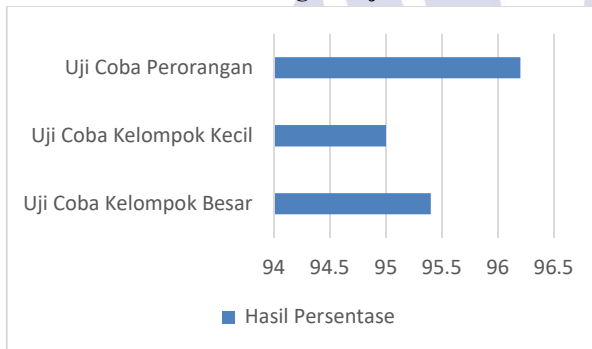 Uji Coba Perorangan
Uji Coba Kelompok Kecil
Uji Coba Kelompok Besar
94 94.5 95 95.5 96 96.5
Hasil Persentase